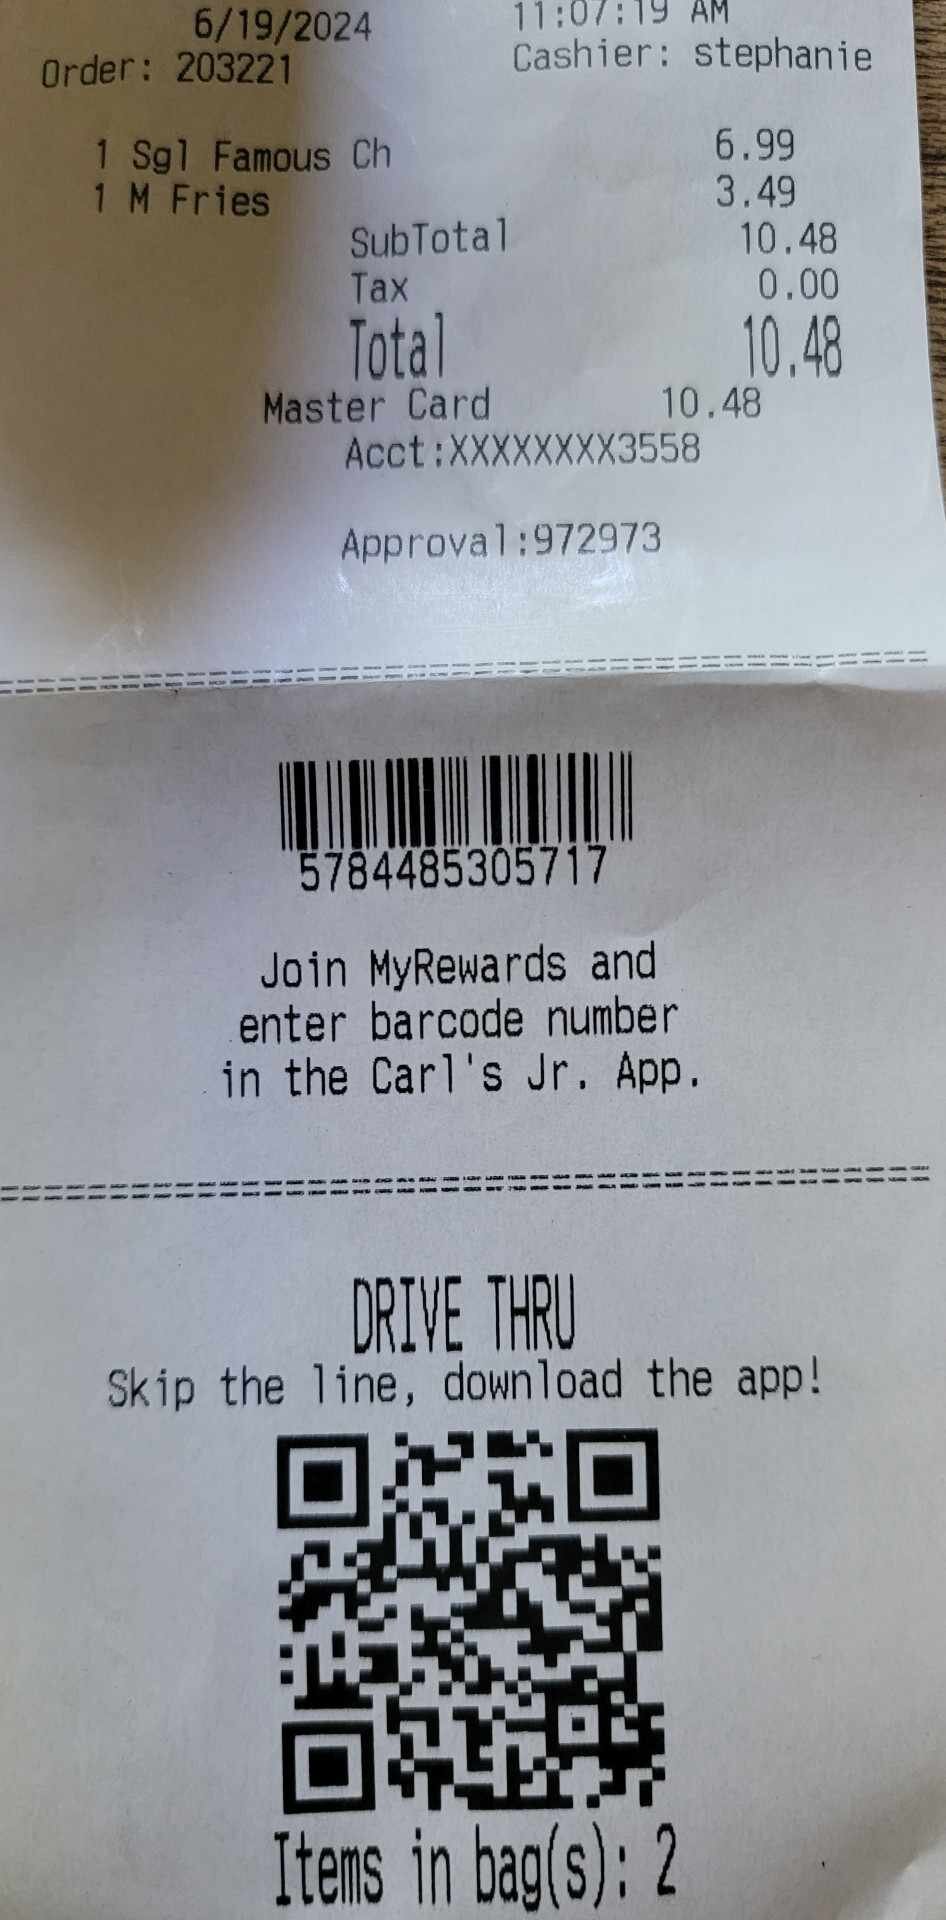 6/19/2024 11:07:19 AM
Order: 203221 Cashier: stephanie
1 Sgl Famous Ch 6.99
1 M Fries 3.49
SubTotal 10.48
Tax 0.00
Total 10.48
Master Card 10.48
Acct:XXXXXXXX3558
Approval:972973
5784485305717
Join MyRewards and
enter barcode number
in the Carl's Jr. App.
DRIVE THRU
Skip the line, download the app!
Items in bag(s): 2